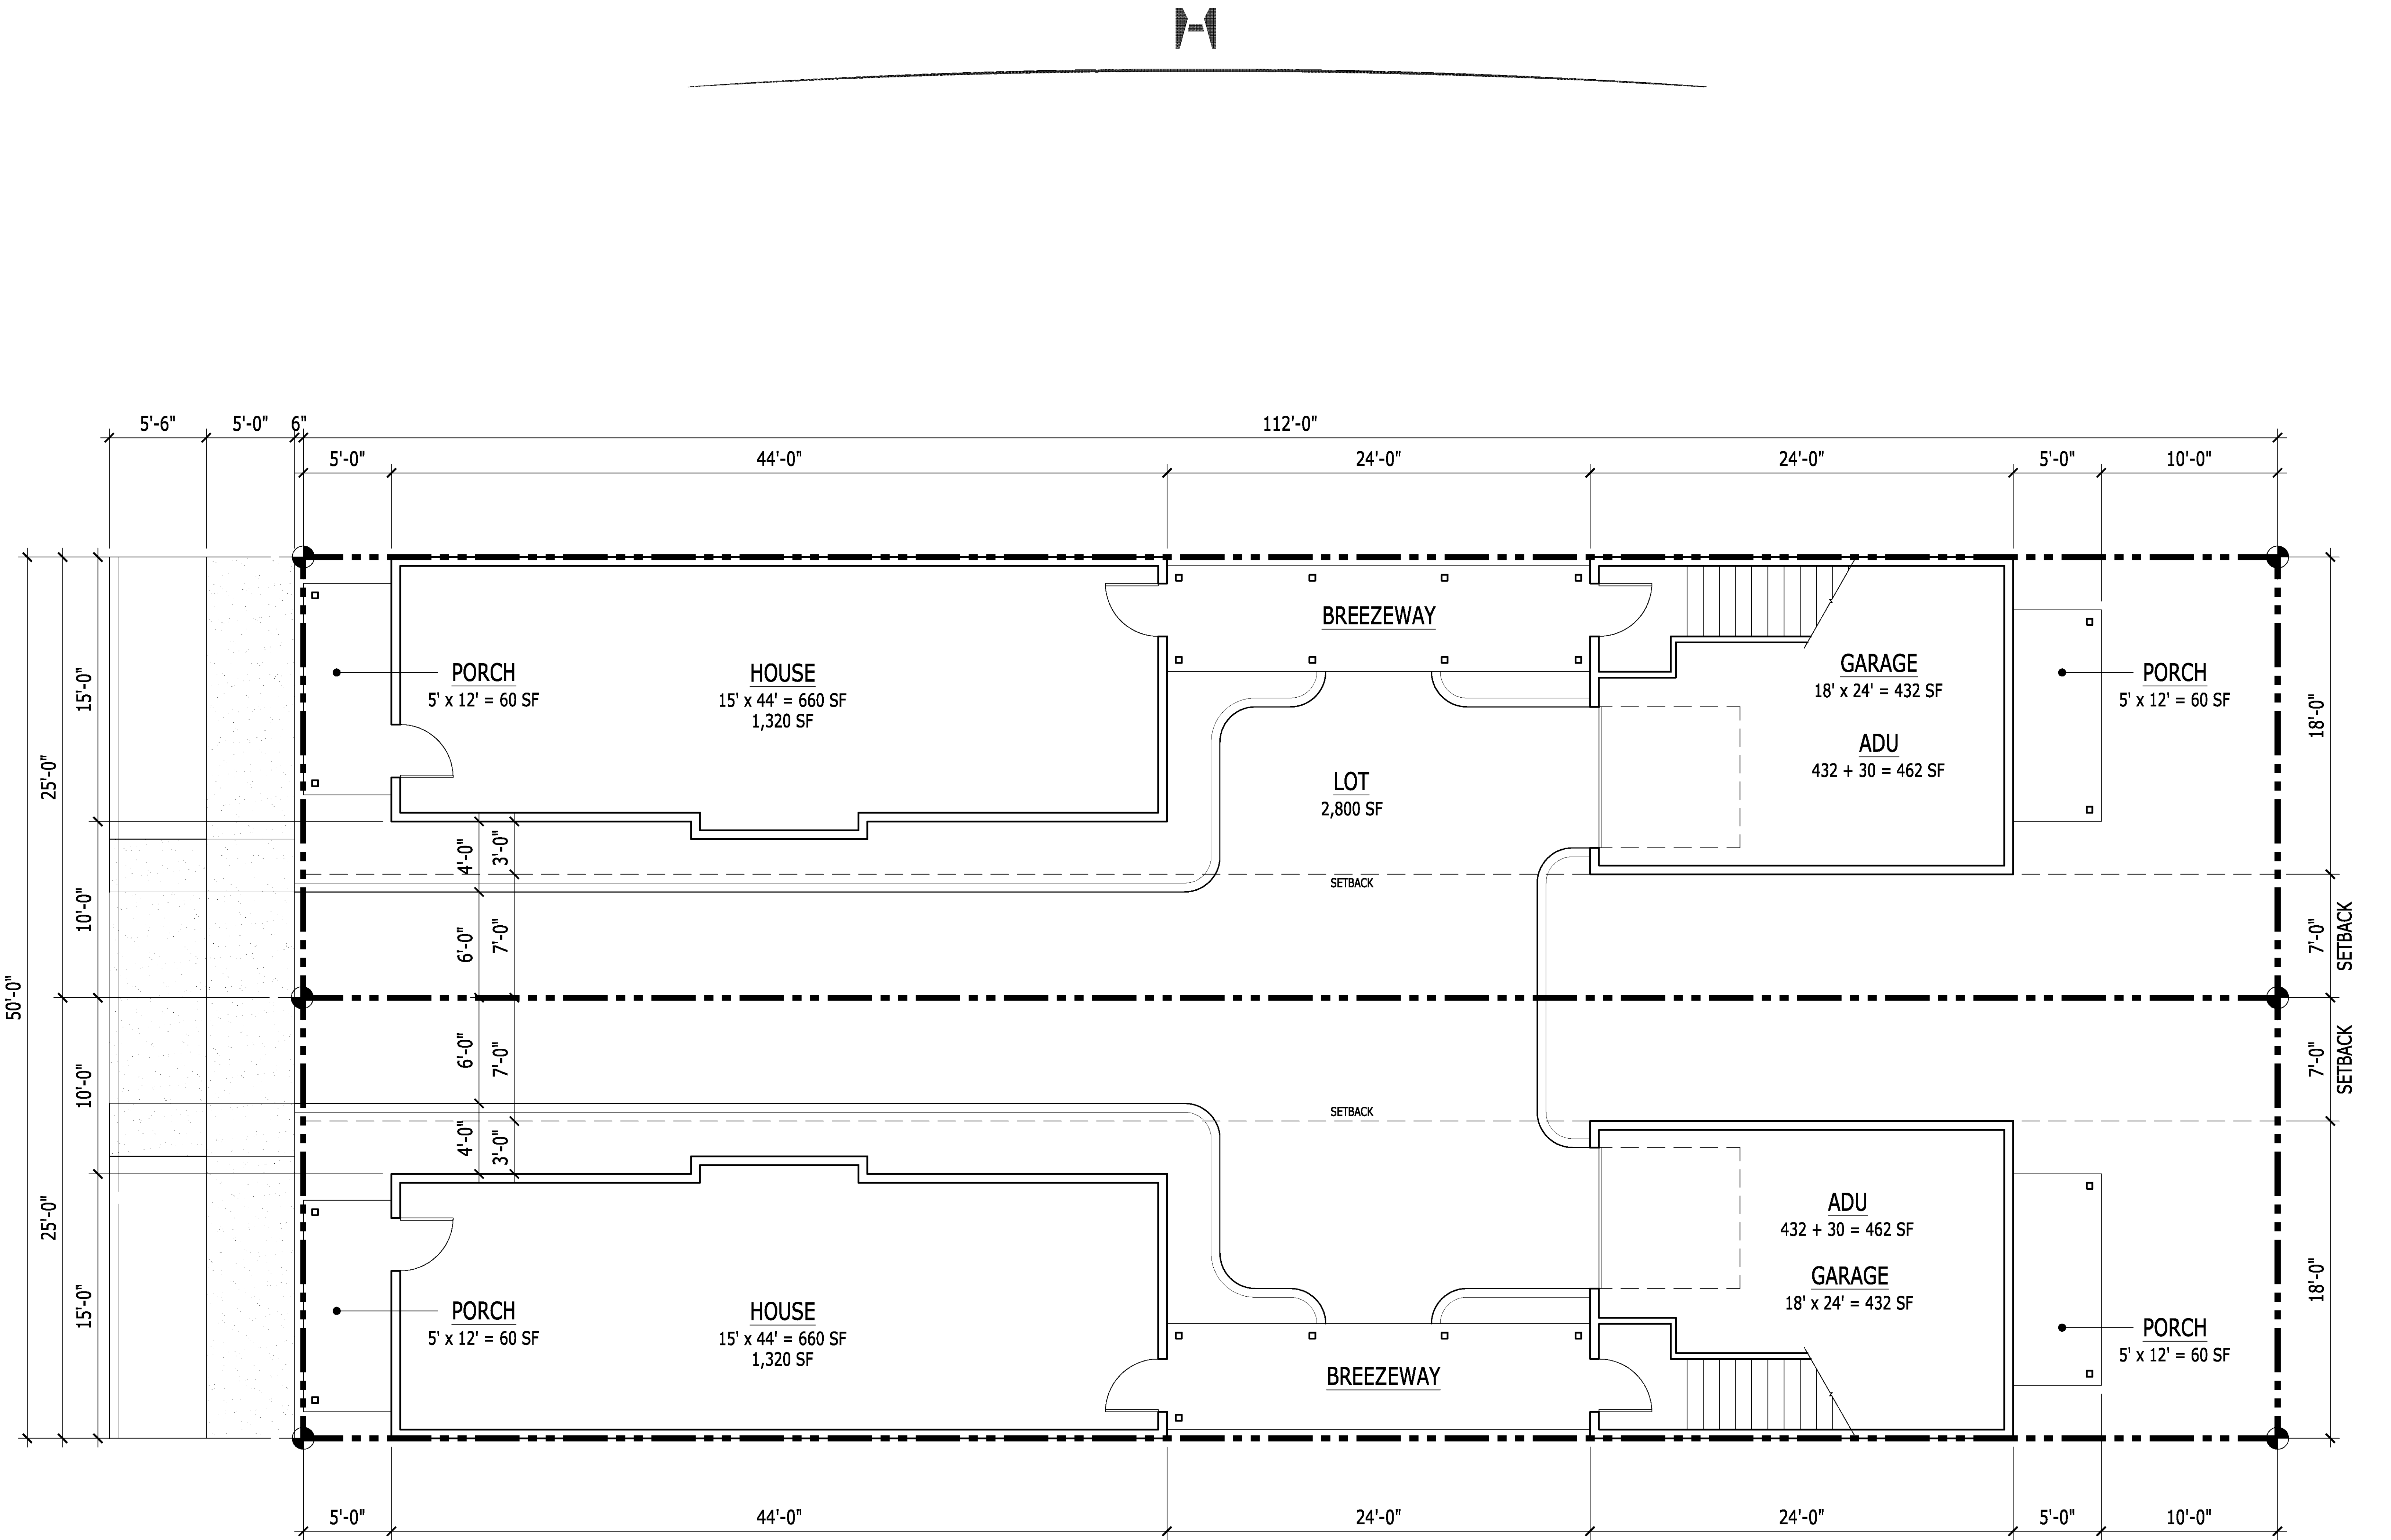 H
5'-6" 5'-0" 6" 112'-0"
5'-0" 44'-0" 24'-0" 24'-0" 5'-0" 10'-0"
BREEZEWAY
PORCH
5' x 12' = 60 SF
HOUSE
15' x 44' = 660 SF
1,320 SF
GARAGE
18' x 24' = 432 SF
PORCH
5' x 12' = 60 SF
15'-0"
18'-0"
25'-0"
ADU
432 + 30 = 462 SF
LOT
2,800 SF
4'-0"
3'-0"
SETBACK
10'-0"
6'-0"
7'-0"
7'-0"
SETBACK
50'-0"
10'-0"
6'-0"
7'-0"
7'-0"
SETBACK
SETBACK
4'-0"
3'-0"
25'-0"
ADU
432 + 30 = 462 SF
GARAGE
18' x 24' = 432 SF
15'-0"
18'-0"
PORCH
5' x 12' = 60 SF
HOUSE
15' x 44' = 660 SF
1,320 SF
PORCH
5' x 12' = 60 SF
BREEZEWAY
5'-0" 44'-0" 24'-0" 24'-0" 5'-0" 10'-0"